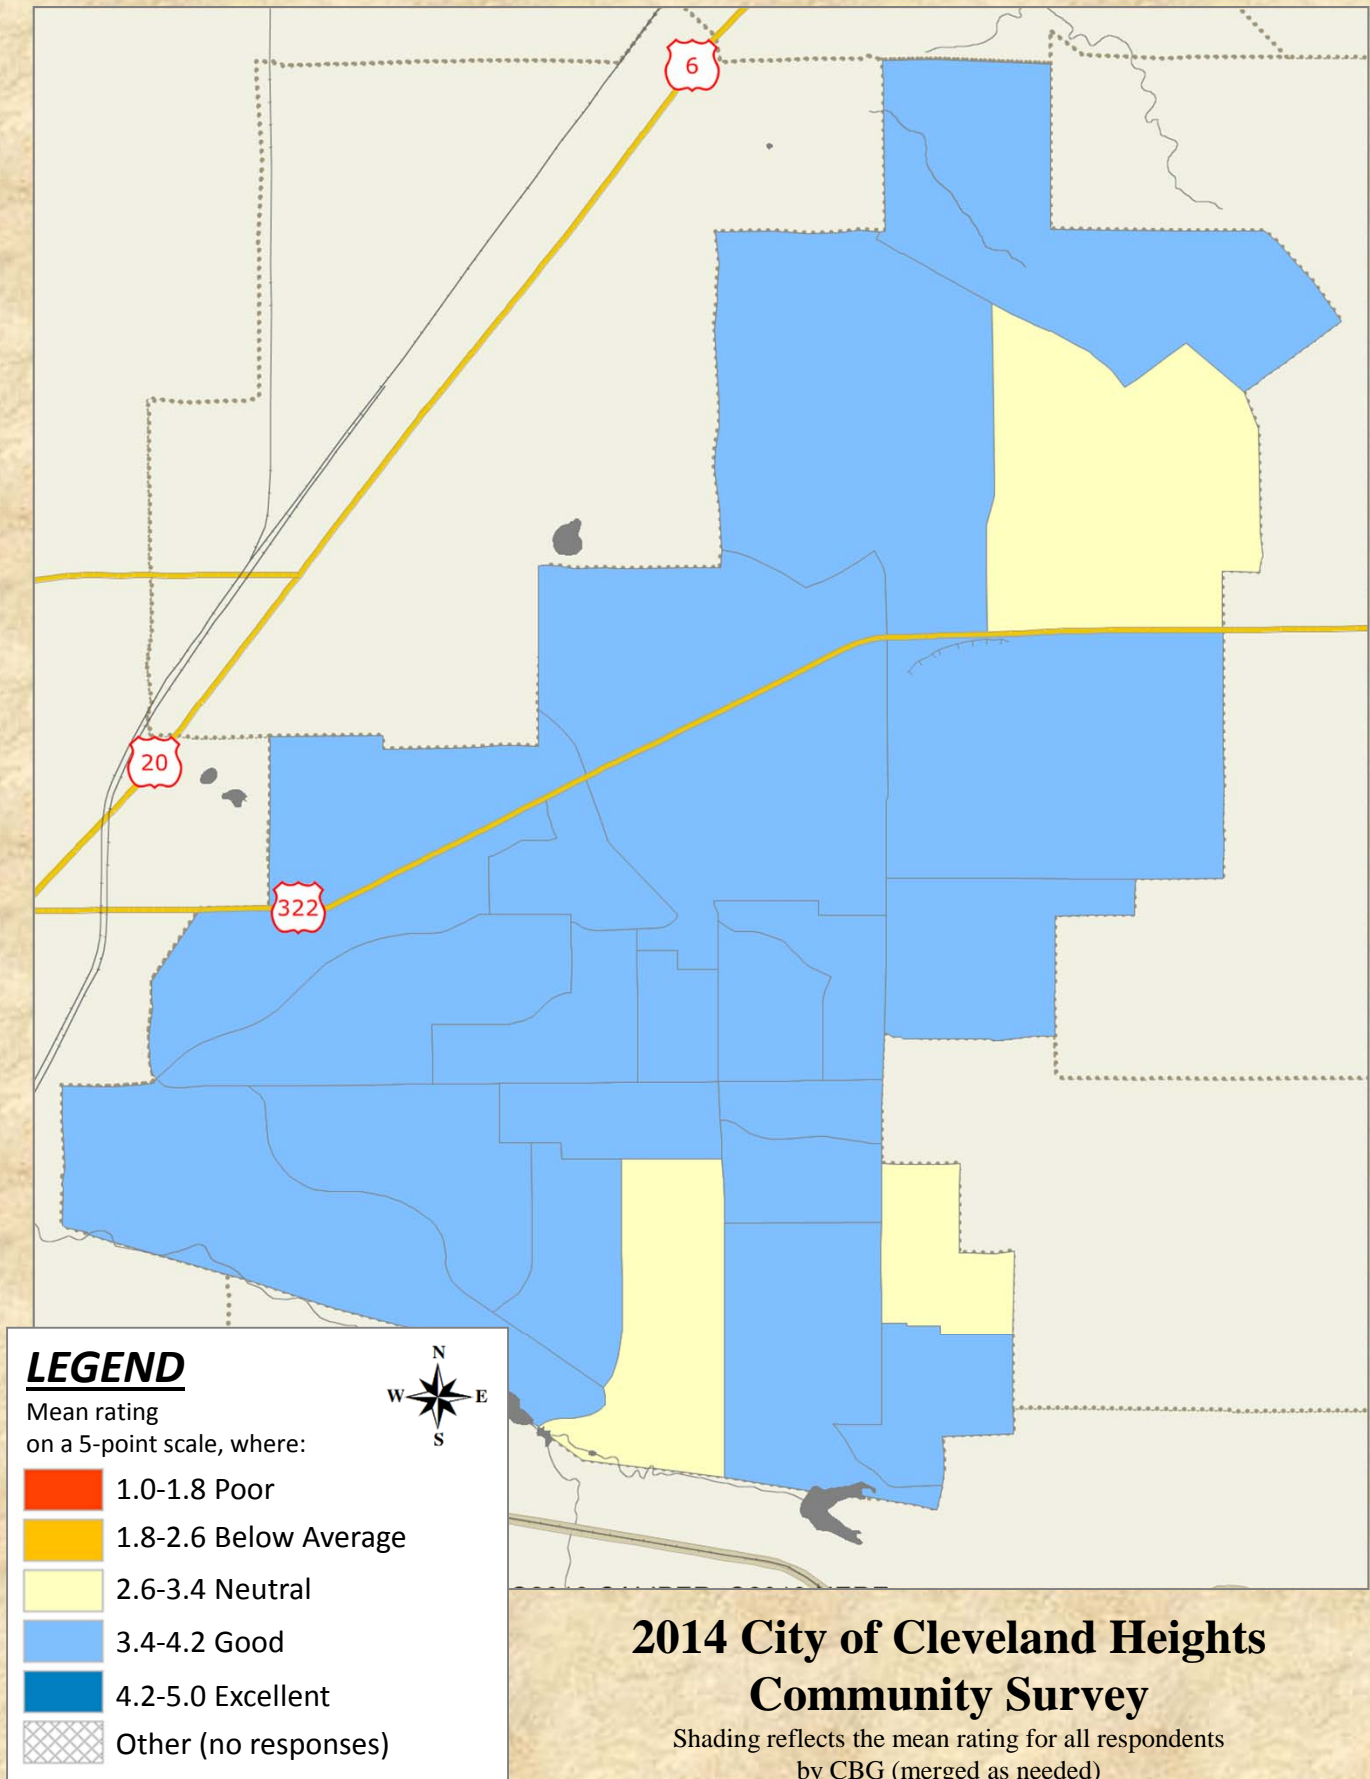 6
20
322
LEGEND
Mean rating
on a 5-point scale, where:
N
W E
S
1.0-1.8 Poor
1.8-2.6 Below Average
2.6-3.4 Neutral
3.4-4.2 Good
4.2-5.0 Excellent
Other (no responses)
2014 City of Cleveland Heights
Community Survey
Shading reflects the mean rating for all respondents
by CBG (merged as needed)